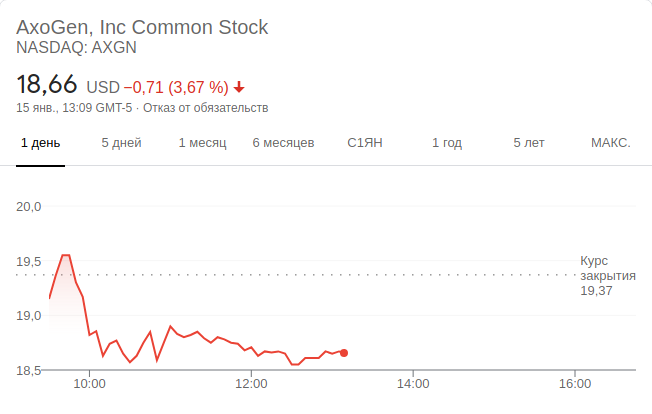 AxoGen, Inc Common Stock
NASDAQ: AXGN
18,66 USD −0,71 (3,67 %)
15 янв., 13:09 GMT-5 · Отказ от обязательств
1 день 5 дней 1 месяц 6 месяцев С1ЯН 1 год 5 лет МАКС.
20,0
19,5
Курс
закрытия
19,37
19,0
18,5
10:00 12:00 14:00 16:00